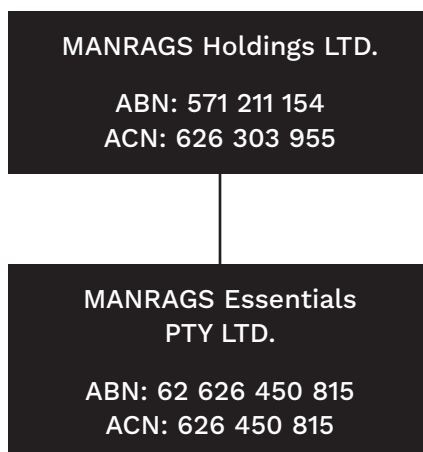 MANRAGS Holdings LTD.
ABN: 571 211 154
ACN: 626 303 955
MANRAGS Essentials
PTY LTD.
ABN: 62 626 450 815
ACN: 626 450 815